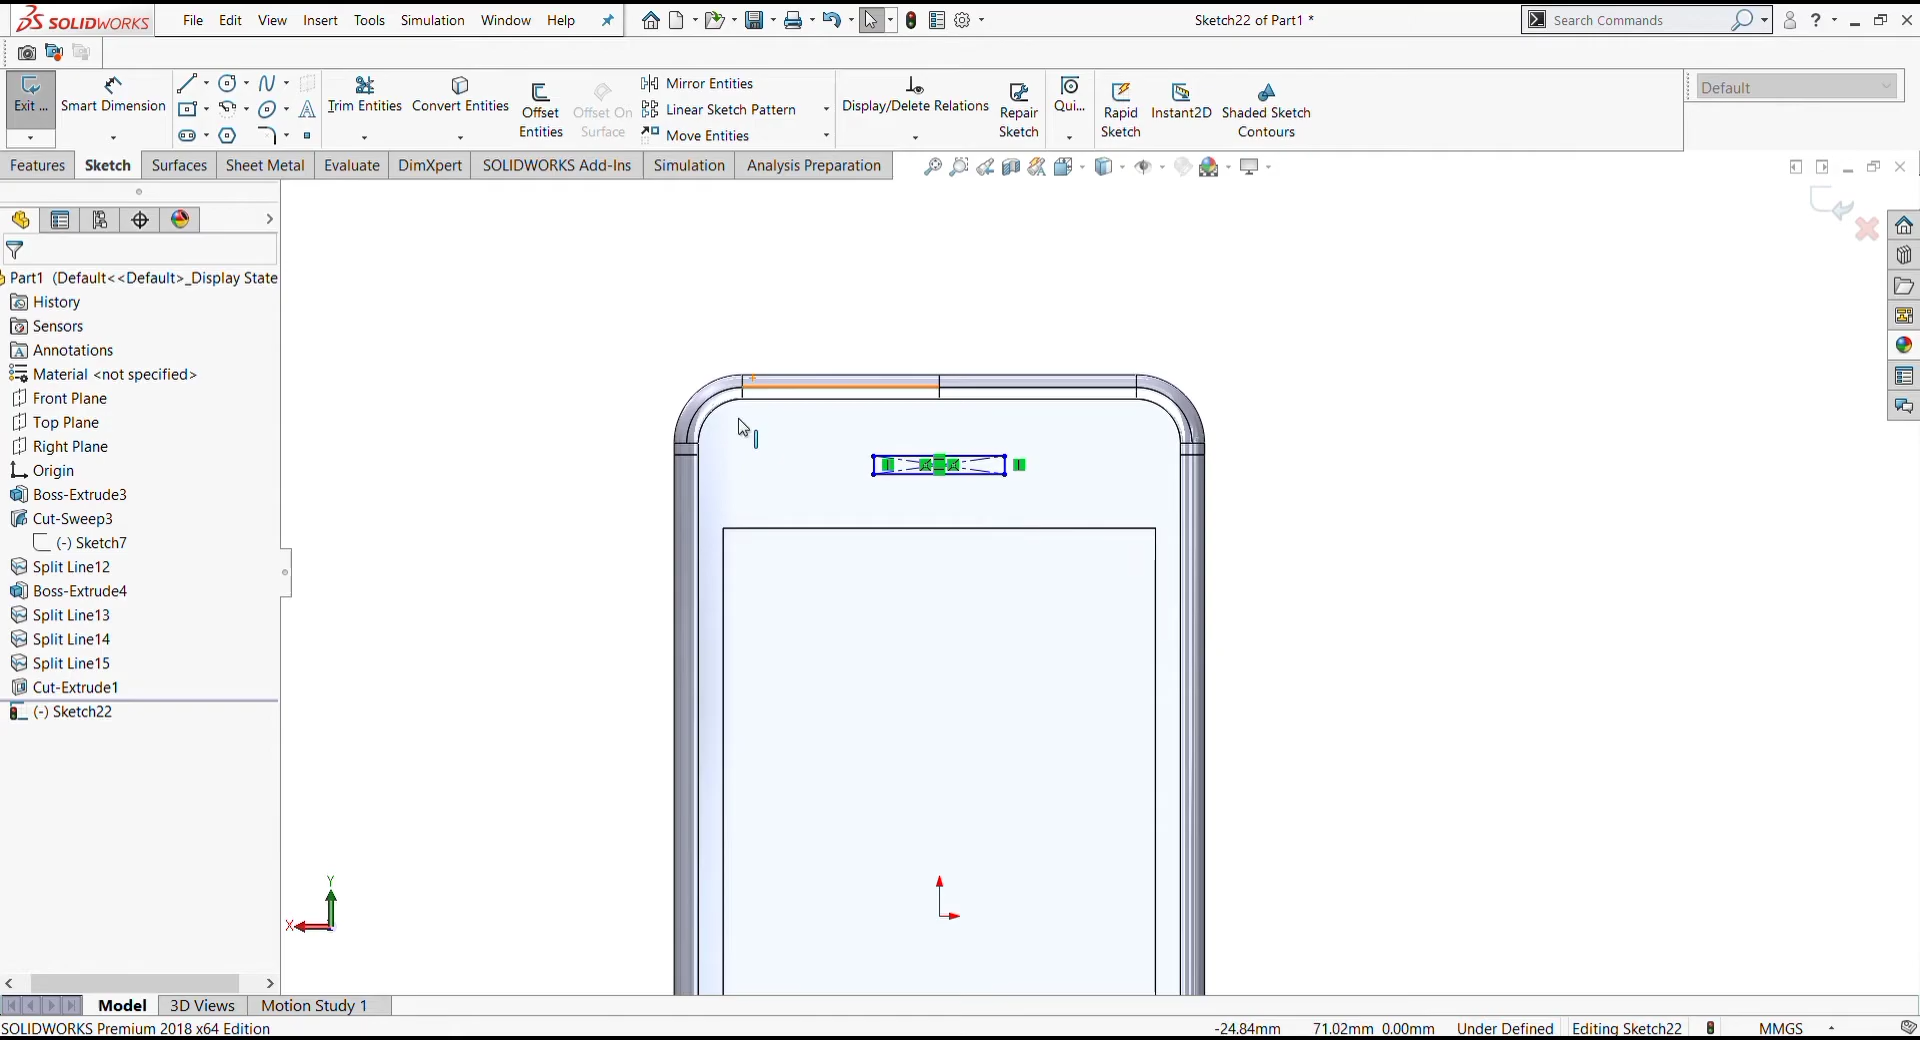 SOLIDWORKS File Edit View Insert Tools Simulation Window Help Sketch22 of Part1 * Search Commands ?
Exit ... Smart Dimension Trim Entities Convert Entities Offset Entities Offset On Surface Mirror Entities Linear Sketch Pattern Move Entities Display/Delete Relations Repair Sketch Qui... Rapid Sketch Instant2D Shaded Sketch Contours Default
Features Sketch Surfaces Sheet Metal Evaluate DimXpert SOLIDWORKS Add-Ins Simulation Analysis Preparation
Part1 (Default<<Default>_Display State
History
Sensors
Annotations
Material <not specified>
Front Plane
Top Plane
Right Plane
Origin
Boss-Extrude3
Cut-Sweep3
(-) Sketch7
Split Line12
Boss-Extrude4
Split Line13
Split Line14
Split Line15
Cut-Extrude1
(-) Sketch22
Y
X
Model 3D Views Motion Study 1
SOLIDWORKS Premium 2018 x64 Edition -24.84mm 71.02mm 0.00mm Under Defined Editing Sketch22 MMGS